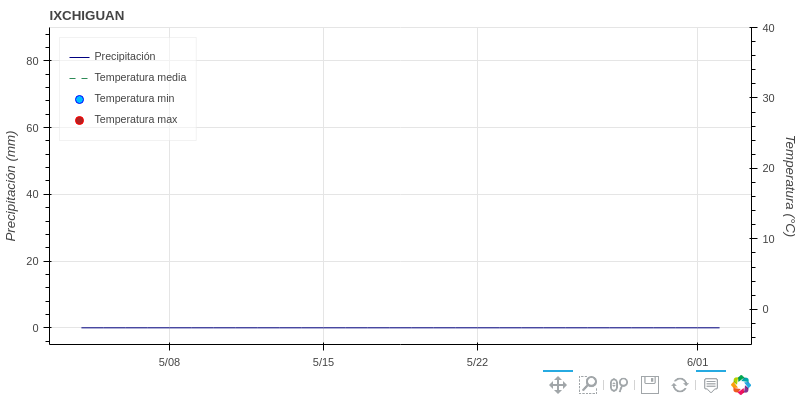 IXCHIGUAN
Precipitación
Temperatura media
Temperatura min
Temperatura max
Precipitación (mm)
80
60
40
20
0
Temperatura (°C)
40
30
20
10
0
5/08
5/15
5/22
6/01